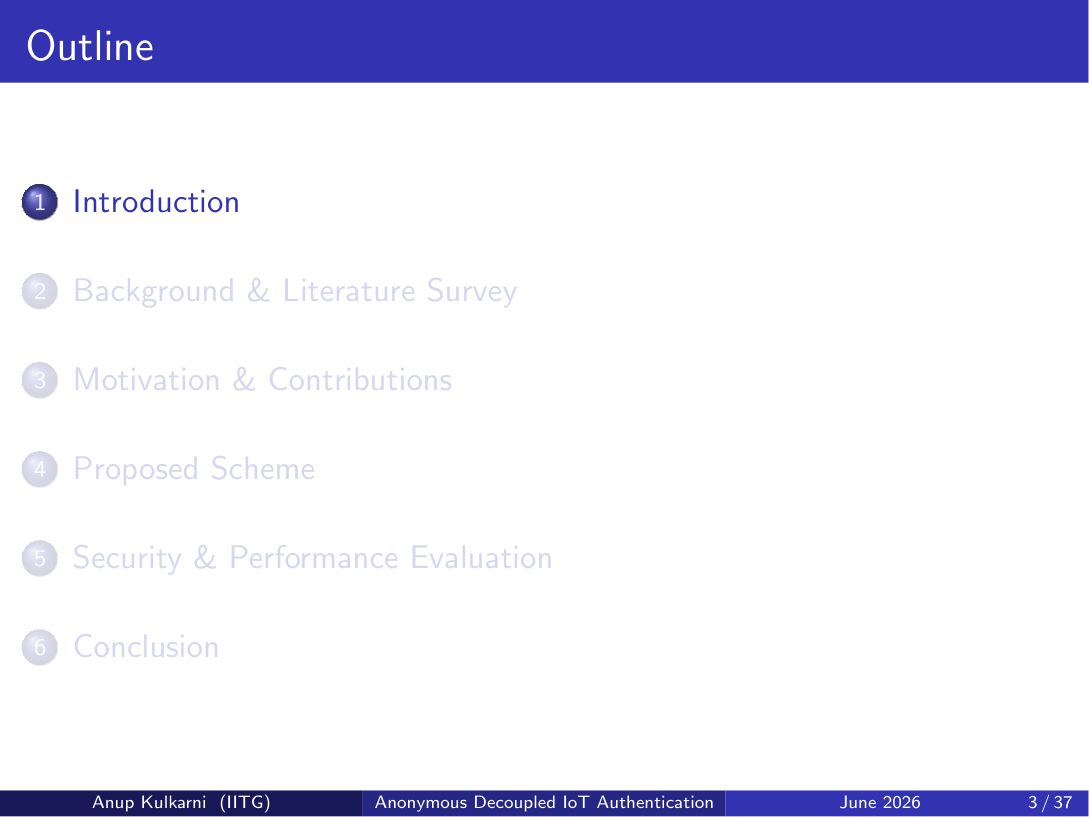 Outline
1 Introduction
2 Background & Literature Survey
3 Motivation & Contributions
4 Proposed Scheme
5 Security & Performance Evaluation
6 Conclusion
Anup Kulkarni (IITG) Anonymous Decoupled IoT Authentication June 2026 3 / 37